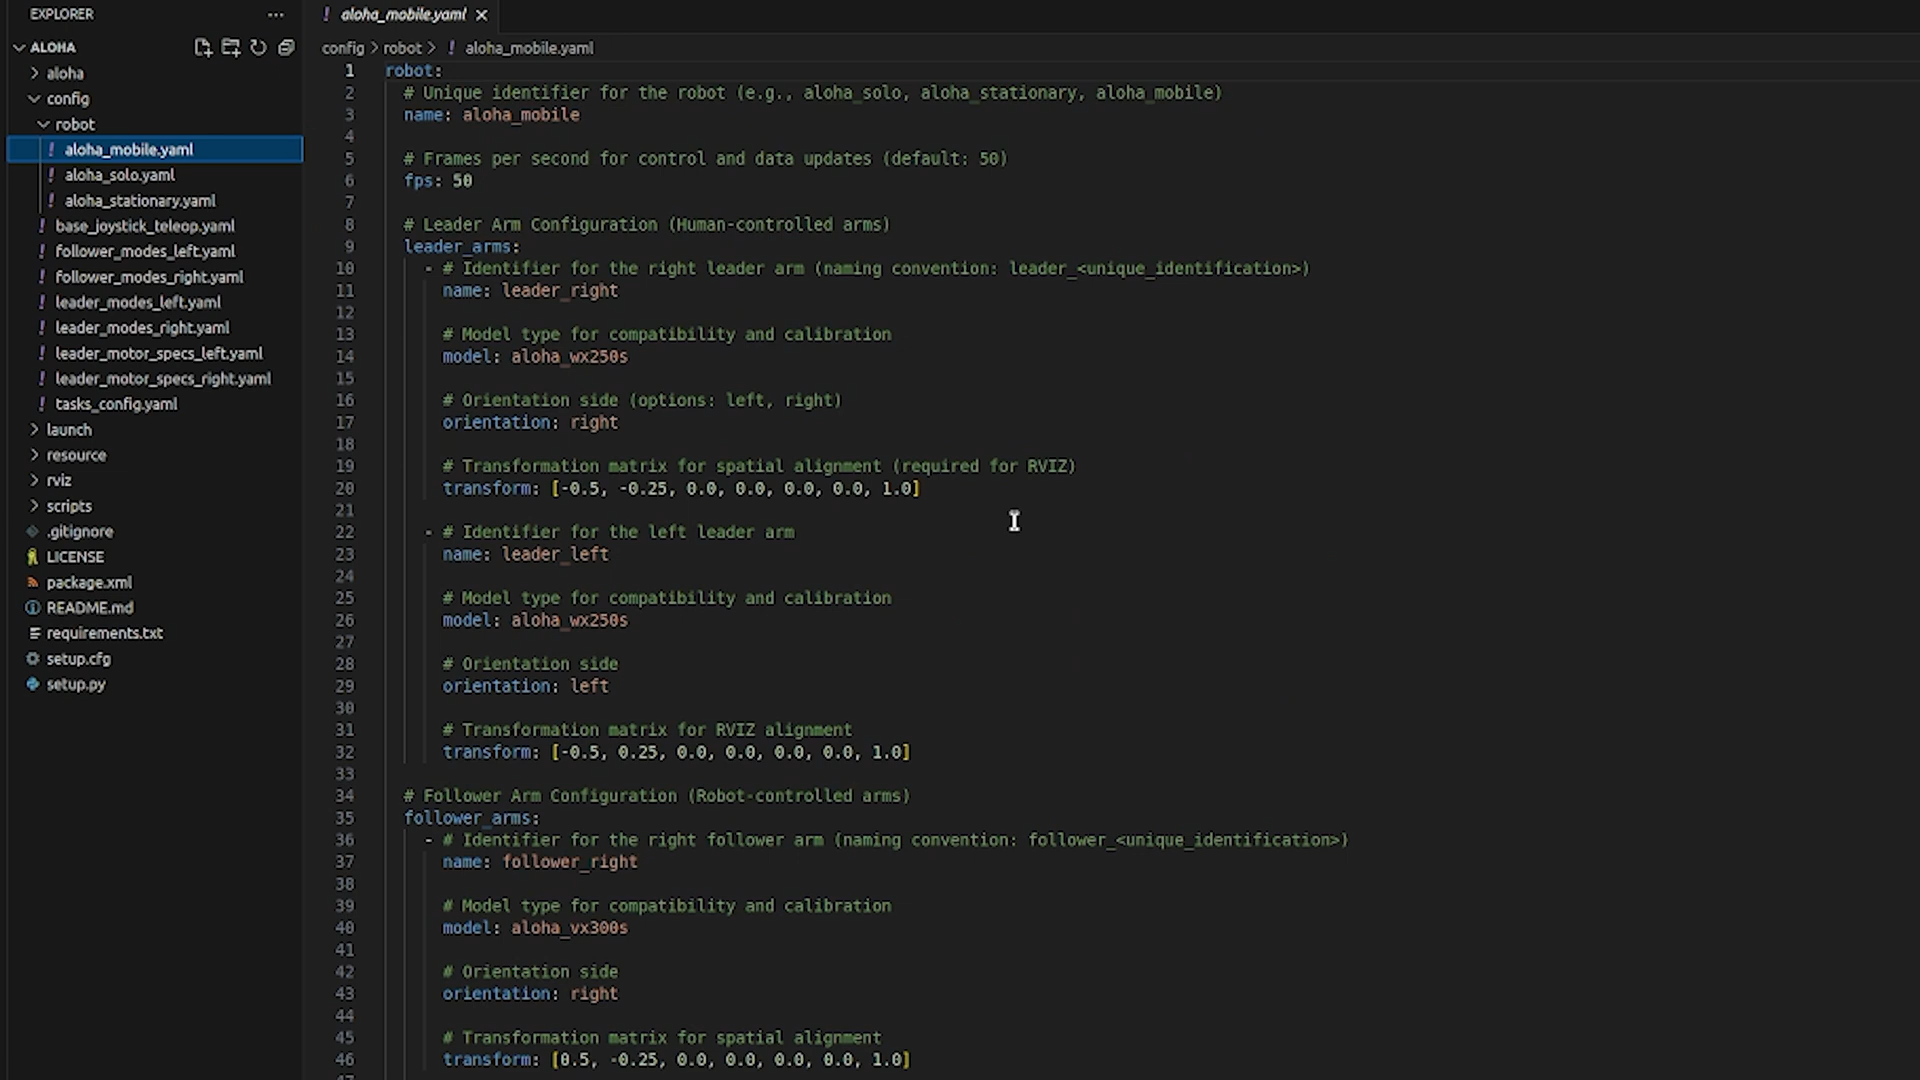 EXPLORER
ALOHA
aloha
config
robot
aloha_mobile.yaml
aloha_solo.yaml
aloha_stationary.yaml
base_joystick_teleop.yaml
follower_modes_left.yaml
follower_modes_right.yaml
leader_modes_left.yaml
leader_modes_right.yaml
leader_motor_specs_left.yaml
leader_motor_specs_right.yaml
tasks_config.yaml
launch
resource
rviz
scripts
.gitignore
LICENSE
package.xml
README.md
requirements.txt
setup.cfg
setup.py
! aloha_mobile.yaml
config > robot > ! aloha_mobile.yaml
1 robot:
2 # Unique identifier for the robot (e.g., aloha_solo, aloha_stationary, aloha_mobile)
3 name: aloha_mobile
4
5 # Frames per second for control and data updates (default: 50)
6 fps: 50
7
8 # Leader Arm Configuration (Human-controlled arms)
9 leader_arms:
10 - # Identifier for the right leader arm (naming convention: leader_<unique_identification>)
11 name: leader_right
12
13 # Model type for compatibility and calibration
14 model: aloha_wx250s
15
16 # Orientation side (options: left, right)
17 orientation: right
18
19 # Transformation matrix for spatial alignment (required for RVIZ)
20 transform: [-0.5, -0.25, 0.0, 0.0, 0.0, 0.0, 1.0]
21
22 - # Identifier for the left leader arm
23 name: leader_left
24
25 # Model type for compatibility and calibration
26 model: aloha_wx250s
27
28 # Orientation side
29 orientation: left
30
31 # Transformation matrix for RVIZ alignment
32 transform: [-0.5, 0.25, 0.0, 0.0, 0.0, 0.0, 1.0]
33
34 # Follower Arm Configuration (Robot-controlled arms)
35 follower_arms:
36 - # Identifier for the right follower arm (naming convention: follower_<unique_identification>)
37 name: follower_right
38
39 # Model type for compatibility and calibration
40 model: aloha_vx300s
41
42 # Orientation side
43 orientation: right
44
45 # Transformation matrix for spatial alignment
46 transform: [0.5, -0.25, 0.0, 0.0, 0.0, 0.0, 1.0]